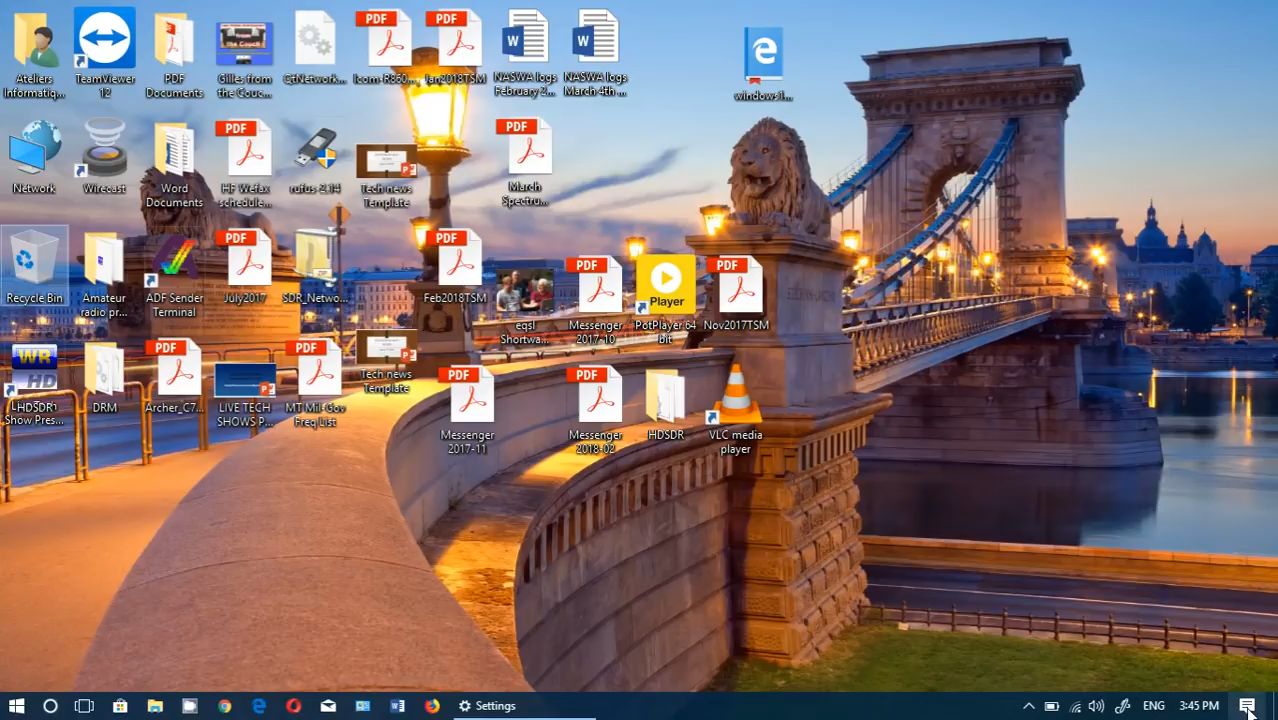 Ateliers
Informatiq...
TeamViewer
12
PDF
Documents
Gilles from
the Couc...
QtNetwork...
PDF
Icom-R860...
PDF
Jan2018TSM
W
NASWA logs
February 2...
W
NASWA logs
March 4th ...
windows1...
Network
Wirecast
Word
Documents
PDF
HF Wefax
schedule...
rufus-2.14
Tech news
Template
PDF
March
Spectru...
Recycle Bin
Amateur
radio pr...
ADF Sender
Terminal
PDF
July2017
SDR_Netwo...
PDF
Feb2018TSM
eqsl
Shortwa...
PDF
Messenger
2017-10
Player
PotPlayer 64
bit
PDF
Nov2017TSM
WR
HD
Show Pres...
DRM
PDF
Archer_C7...
LIVE TECH
SHOWS P...
PDF
MT Mil-Gov
Freq List
Tech news
Template
PDF
Messenger
2017-11
PDF
Messenger
2018-02
HDSDR
VLC media
player
Settings
ENG
3:45 PM